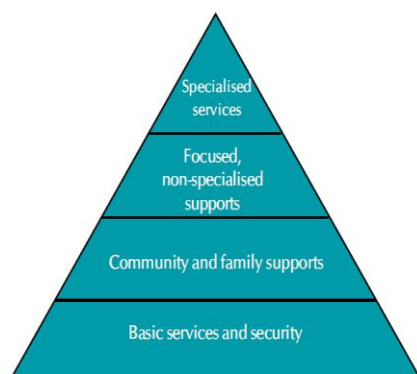 Specialised
services
Focused,
non-specialised
supports
Community and family supports
Basic services and security